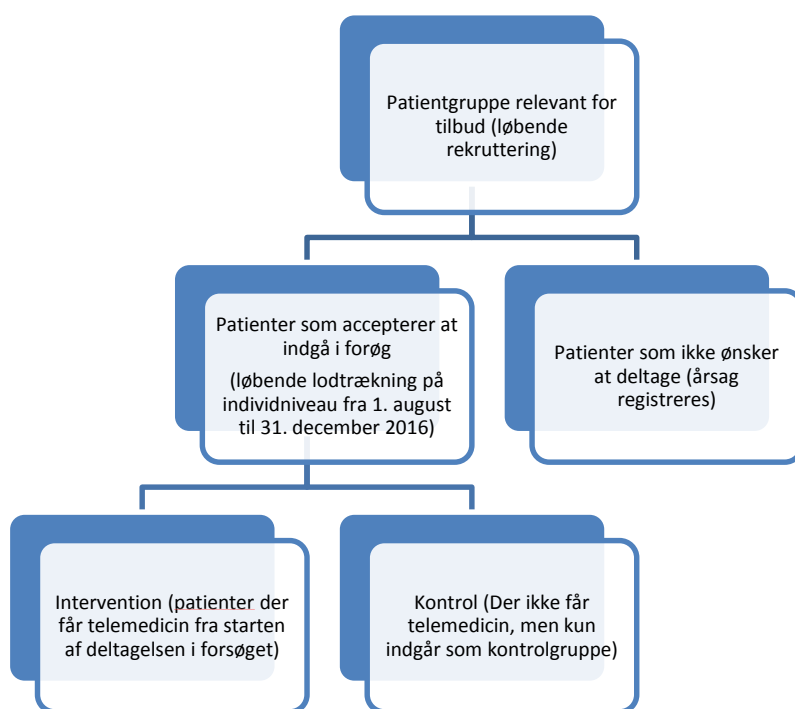 Patientgruppe relevant for
tilbud (løbende
rekruttering)
Patienter som accepterer at
indgå i forøg
(løbende lodtrækning på
individniveau fra 1. august
til 31. december 2016)
Patienter som ikke ønsker
at deltage (årsag
registreres)
Intervention (patienter der
får telemedicin fra starten
af deltagelsen i forsøget)
Kontrol (Der ikke får
telemedicin, men kun
indgår som kontrolgruppe)